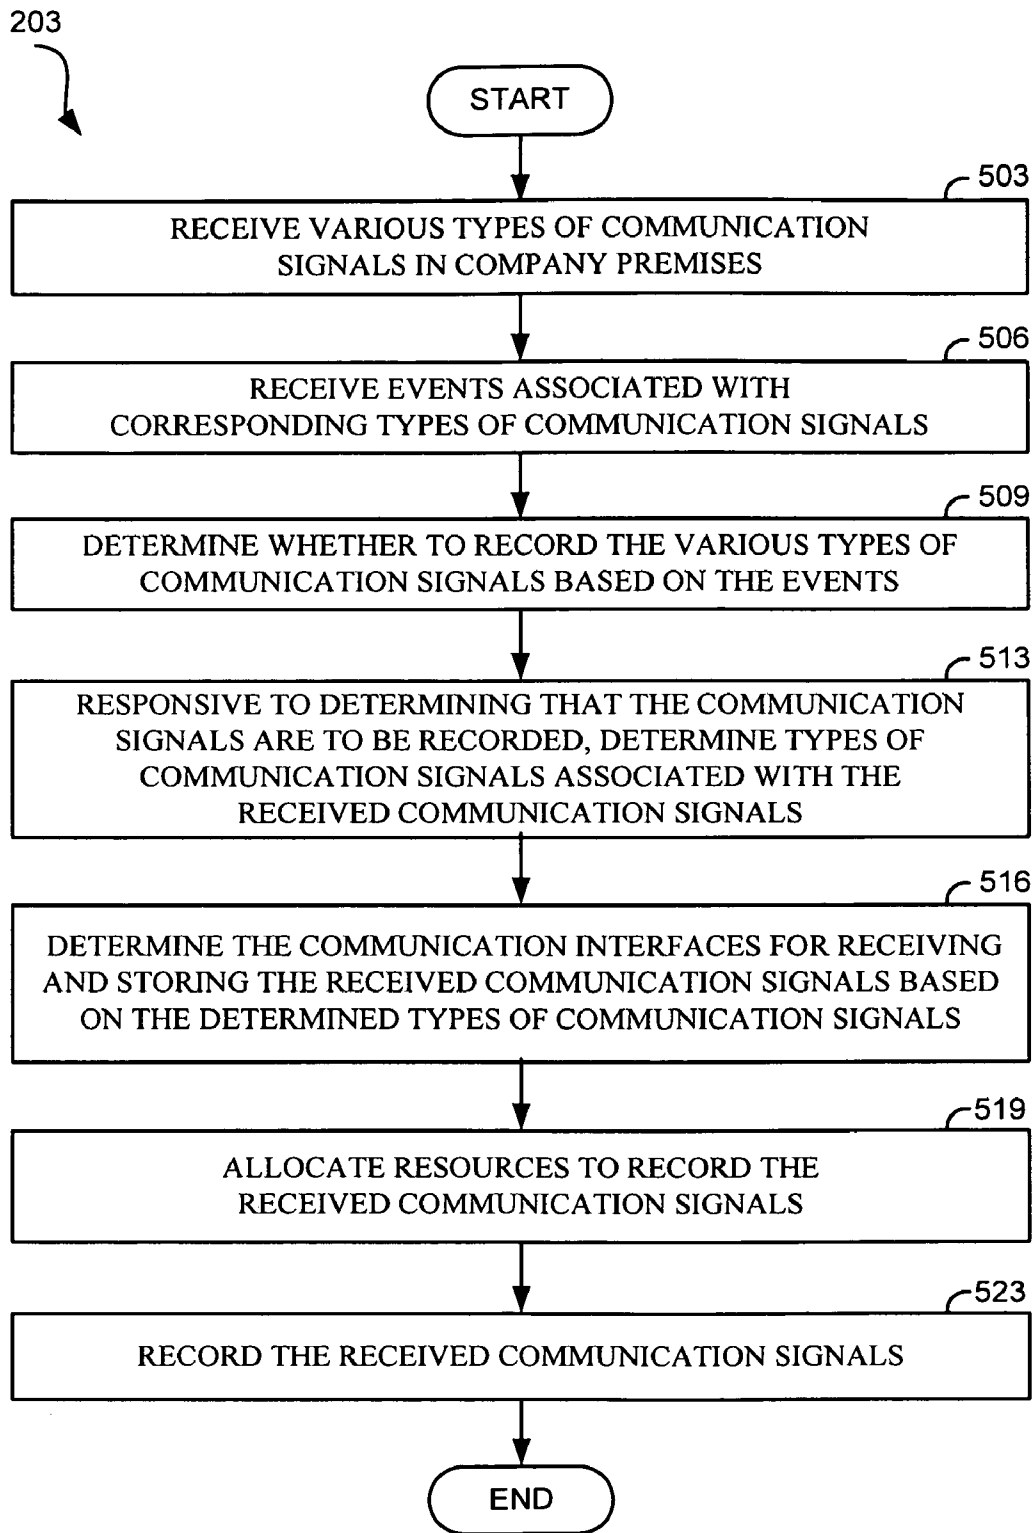 203
START
503
RECEIVE VARIOUS TYPES OF COMMUNICATION
SIGNALS IN COMPANY PREMISES
506
RECEIVE EVENTS ASSOCIATED WITH
CORRESPONDING TYPES OF COMMUNICATION SIGNALS
509
DETERMINE WHETHER TO RECORD THE VARIOUS TYPES OF
COMMUNICATION SIGNALS BASED ON THE EVENTS
513
RESPONSIVE TO DETERMINING THAT THE COMMUNICATION
SIGNALS ARE TO BE RECORDED, DETERMINE TYPES OF
COMMUNICATION SIGNALS ASSOCIATED WITH THE
RECEIVED COMMUNICATION SIGNALS
516
DETERMINE THE COMMUNICATION INTERFACES FOR RECEIVING
AND STORING THE RECEIVED COMMUNICATION SIGNALS BASED
ON THE DETERMINED TYPES OF COMMUNICATION SIGNALS
519
ALLOCATE RESOURCES TO RECORD THE
RECEIVED COMMUNICATION SIGNALS
523
RECORD THE RECEIVED COMMUNICATION SIGNALS
END